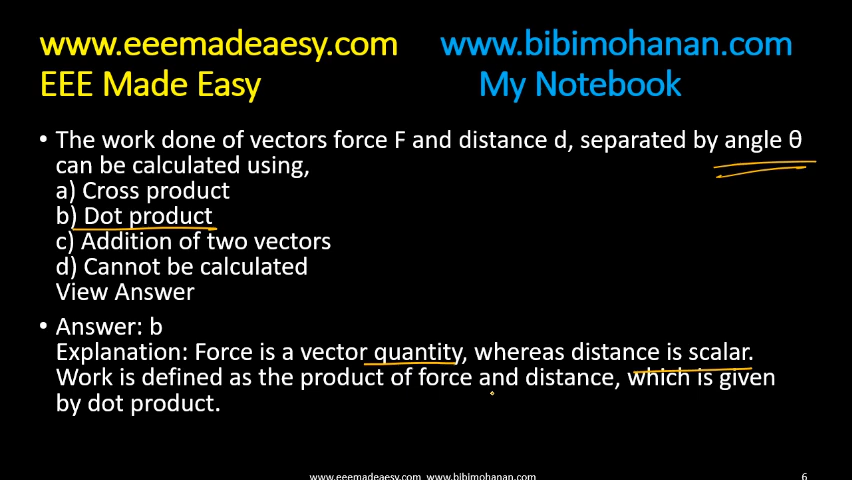 www.eeemadeaesy.com www.bibimohanan.com
EEE Made Easy My Notebook
• The work done of vectors force F and distance d, separated by angle θ
can be calculated using,
a) Cross product
b) Dot product
c) Addition of two vectors
d) Cannot be calculated
View Answer
• Answer: b
Explanation: Force is a vector quantity, whereas distance is scalar.
Work is defined as the product of force and distance, which is given
by dot product.
www.eeemadeaesy.com www.bibimohanan.com 6